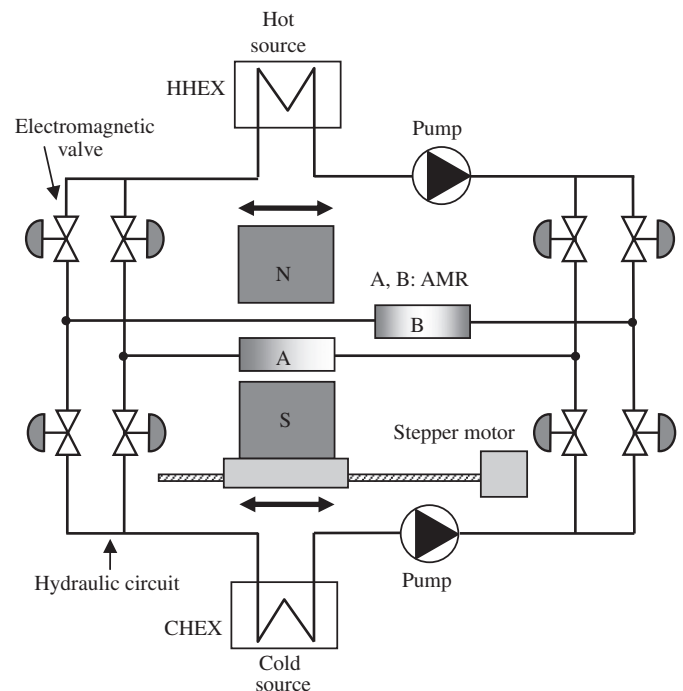 Hot
source
HHEX
Electromagnetic
valve
Pump
N
A, B: AMR
B
A
S
Stepper motor
Hydraulic circuit
Pump
CHEX
Cold
source